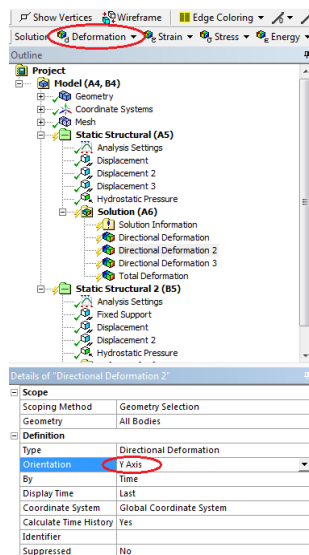 Show Vertices Wireframe Edge Coloring
Solution Deformation Strain Stress Energy
Outline
Project
Model (A4, B4)
Geometry
Coordinate Systems
Mesh
Static Structural (A5)
Analysis Settings
Displacement
Displacement 2
Displacement 3
Hydrostatic Pressure
Solution (A6)
Solution Information
Directional Deformation
Directional Deformation 2
Directional Deformation 3
Total Deformation
Static Structural 2 (B5)
Analysis Settings
Fixed Support
Displacement
Displacement 2
Hydrostatic Pressure
Details of "Directional Deformation 2"
Scope
Scoping Method Geometry Selection
Geometry All Bodies
Definition
Type Directional Deformation
Orientation Y Axis
By Time
Display Time Last
Coordinate System Global Coordinate System
Calculate Time History Yes
Identifier
Suppressed No